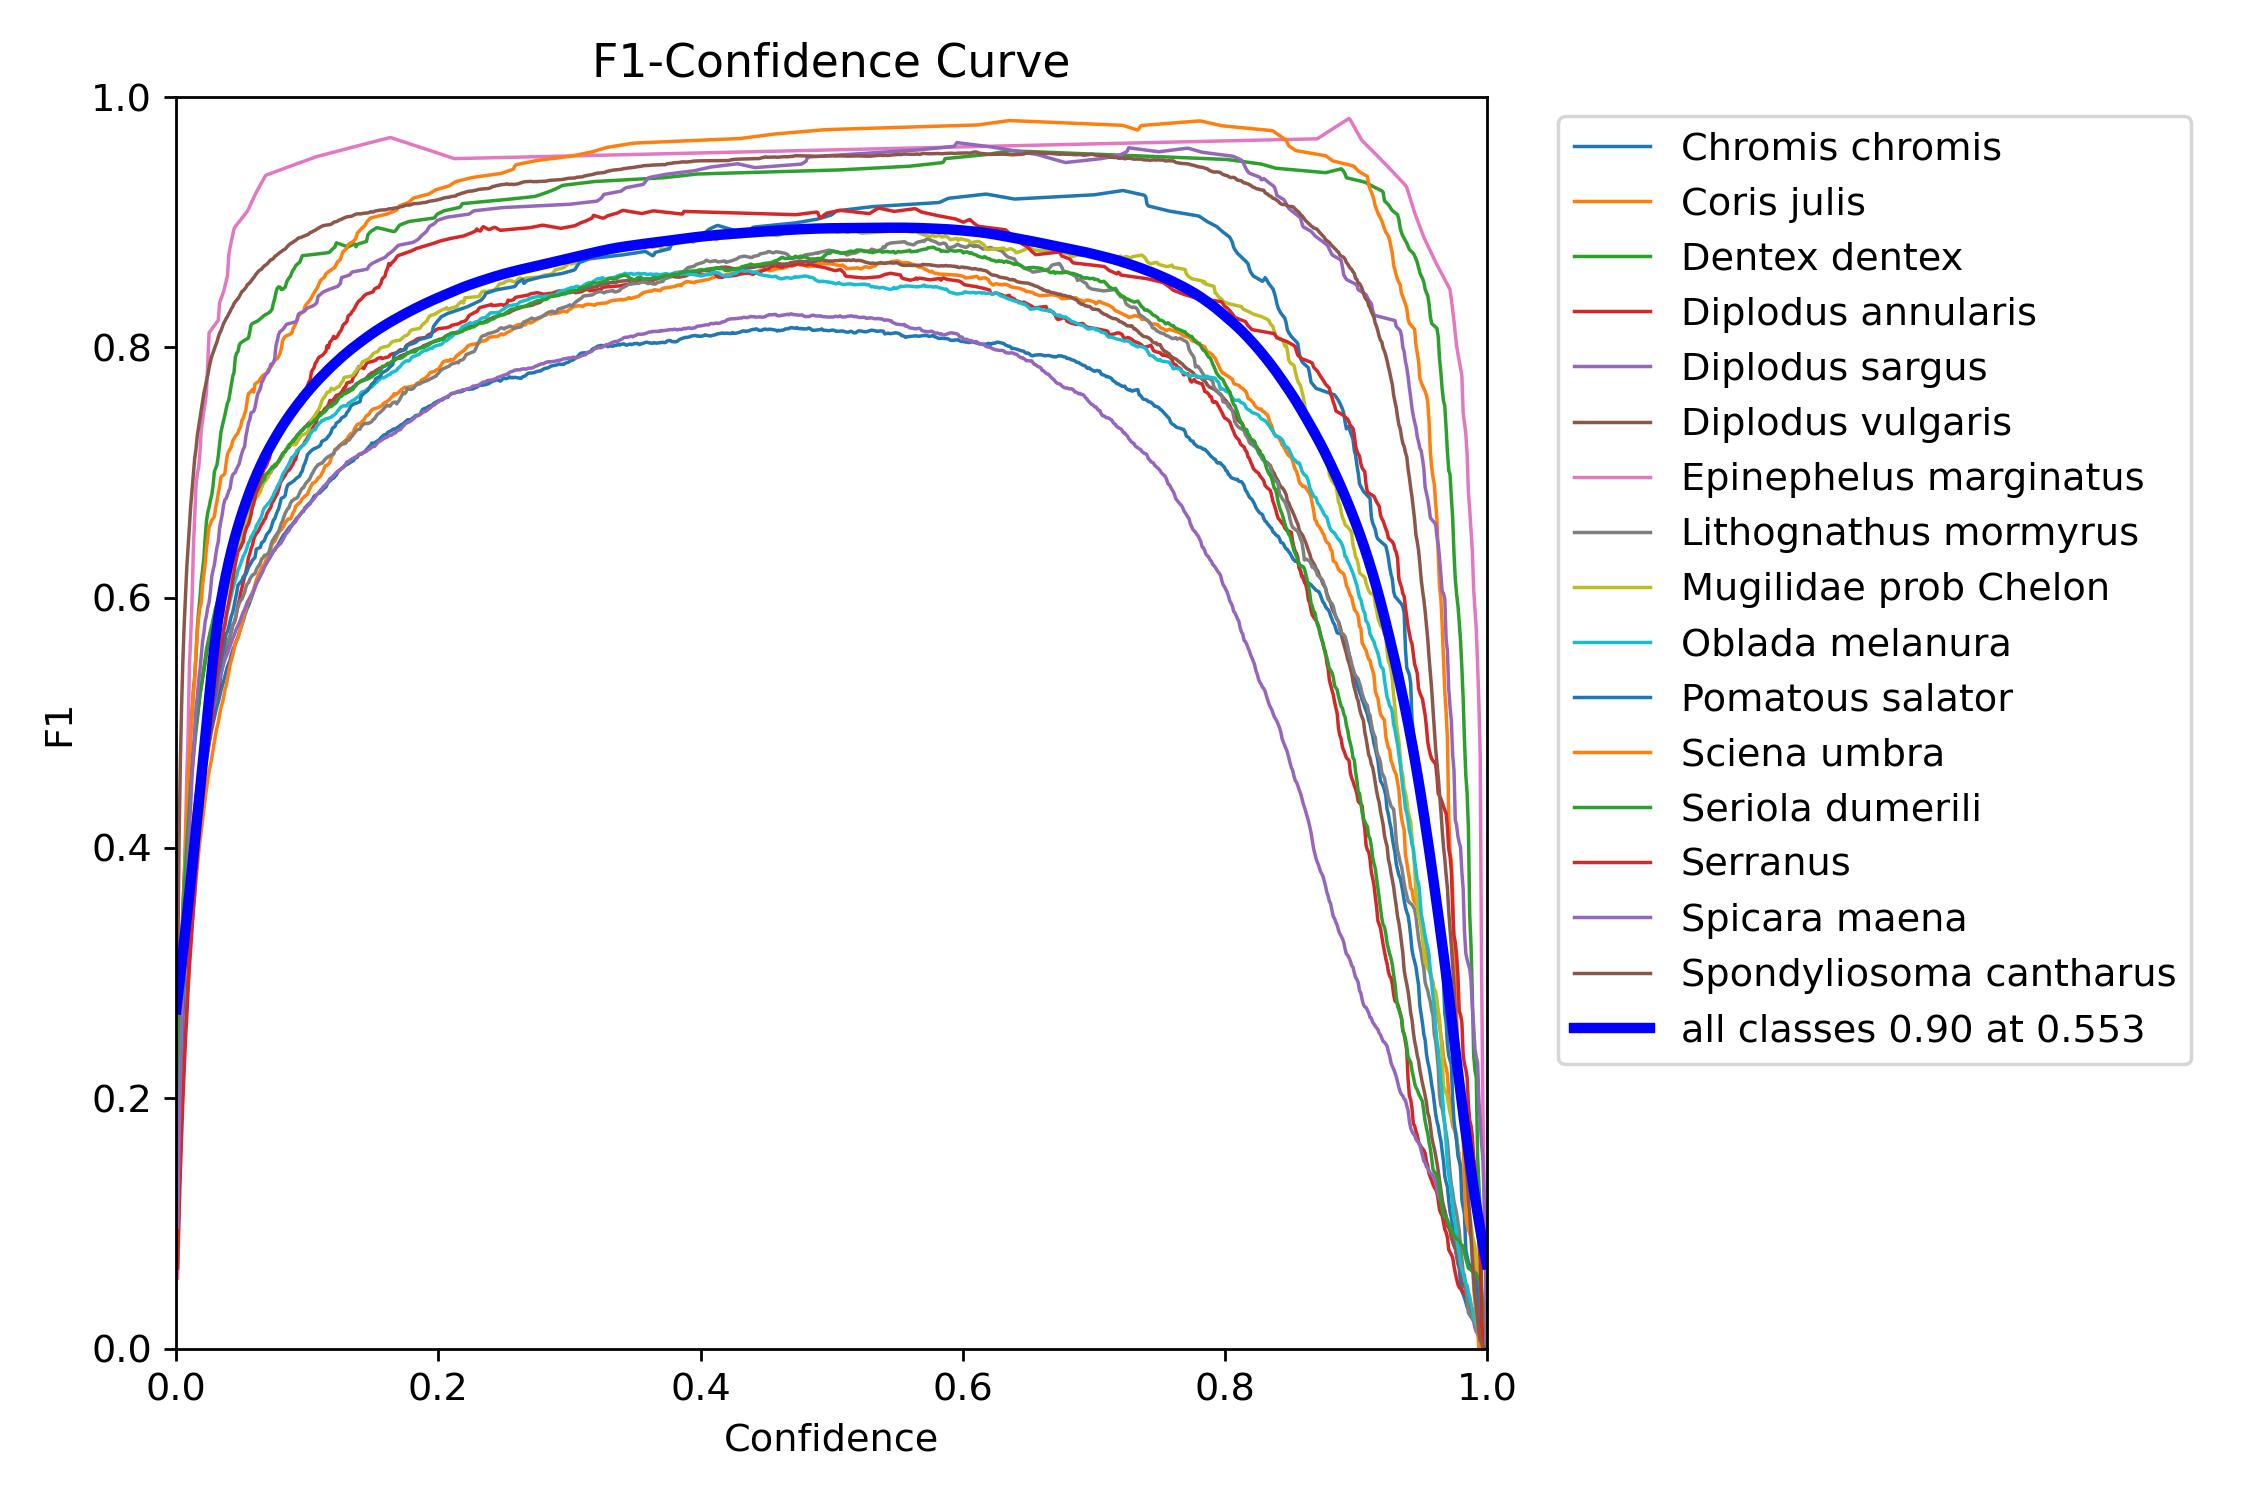 F1-Confidence Curve
1.0
0.8
0.6
0.4
0.2
0.0
F1
0.0 0.2 0.4 0.6 0.8 1.0
Confidence
Chromis chromis
Coris julis
Dentex dentex
Diplodus annularis
Diplodus sargus
Diplodus vulgaris
Epinephelus marginatus
Lithognathus mormyrus
Mugilidae prob Chelon
Oblada melanura
Pomatous salator
Sciena umbra
Seriola dumerili
Serranus
Spicara maena
Spondyliosoma cantharus
all classes 0.90 at 0.553